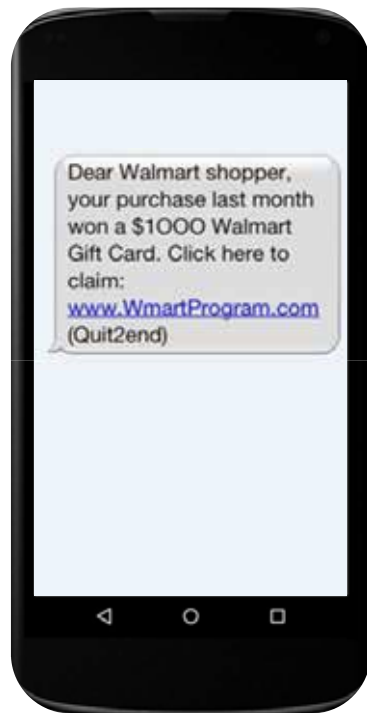 Dear Walmart shopper,
your purchase last month
won a $1OOO Walmart
Gift Card. Click here to
claim:
www.WmartProgram.com
(Quit2end)